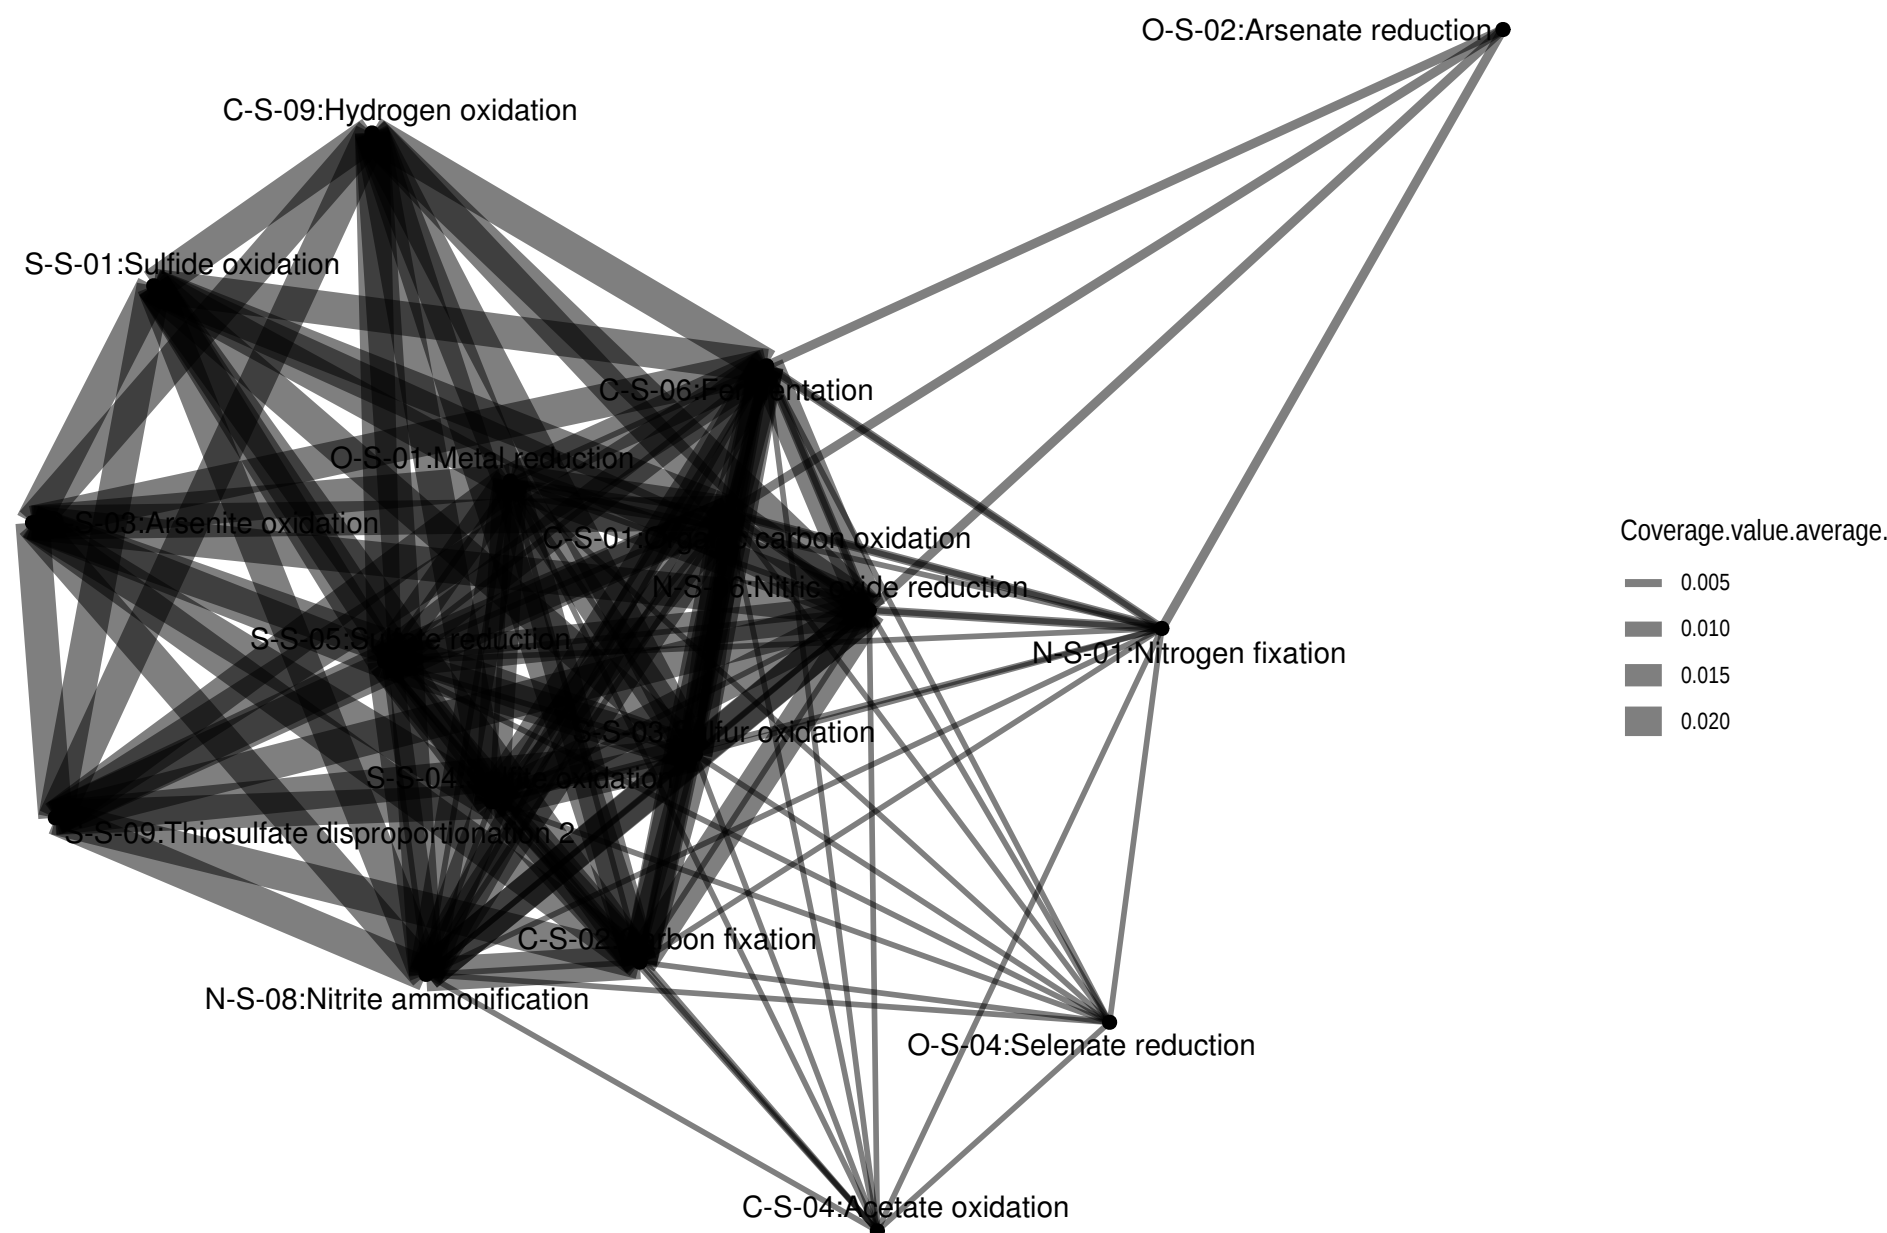 O-S-02:Arsenate reduction
C-S-09:Hydrogen oxidation
S-S-01:Sulfide oxidation
C-S-06:Fermentation
O-S-01:Metal reduction
S-03:Arsenite oxidation
C-S-01:Organic carbon oxidation
Coverage.value.average.
0.005
N-S-06:Nitric oxide reduction
0.010
S-S-05:Sulfate reduction
N-S-01:Nitrogen fixation
0.015
0.020
S-S-03:Sulfur oxidation
S-S-04: oxidation
S-S-09:Thiosulfate disproportionation 2
C-S-02:Carbon fixation
N-S-08:Nitrite ammonification
O-S-04:Selenate reduction
C-S-04:Acetate oxidation